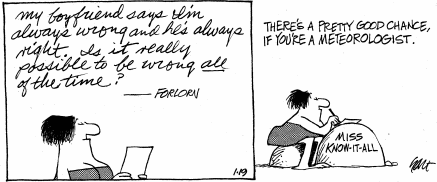 my boyfriend says I'm
always wrong and he's always
right. Is it really
possible to be wrong all
of the time?
— FORLORN
1-19
THERE'S A PRETTY GOOD CHANCE,
IF YOU'RE A METEOROLOGIST.
MISS
KNOW-IT-ALL